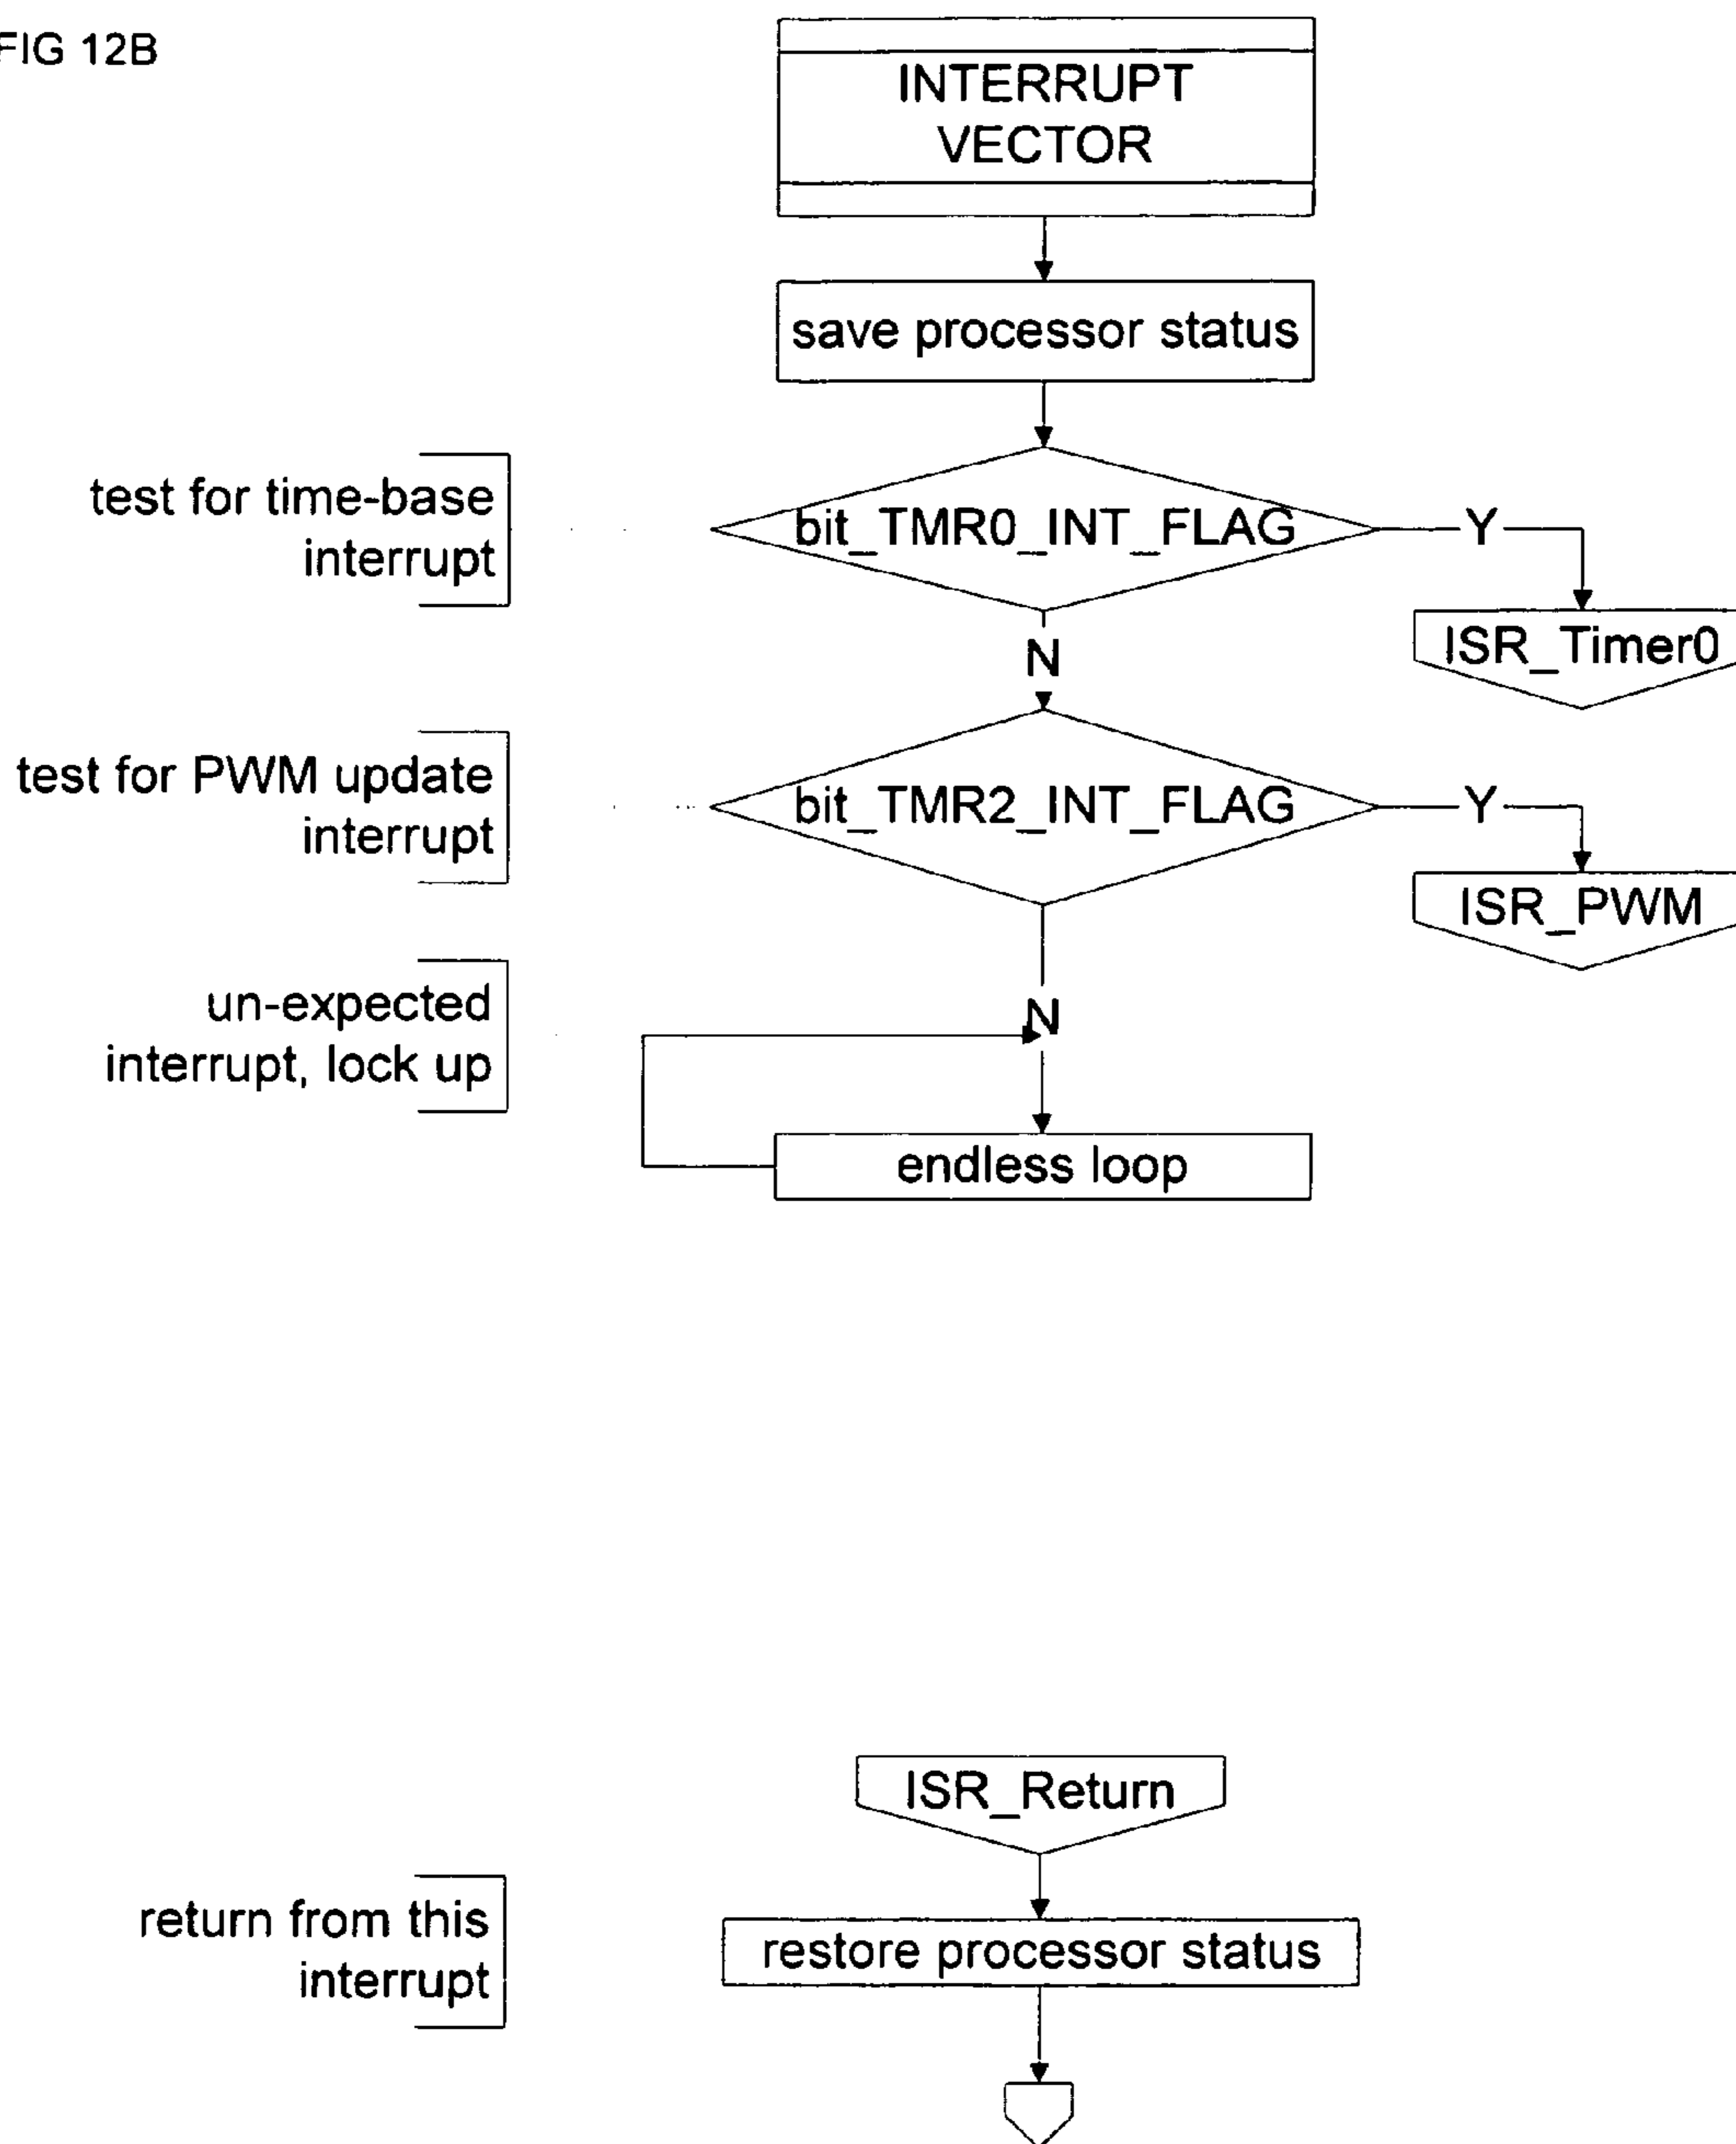 FIG 12B
INTERRUPT
VECTOR
save processor status
test for time-base
interrupt
bit_TMR0_INT_FLAG
Y
ISR_Timer0
N
test for PWM update
interrupt
bit_TMR2_INT_FLAG
Y
ISR_PWM
un-expected
interrupt, lock up
N
endless loop
ISR_Return
return from this
interrupt
restore processor status